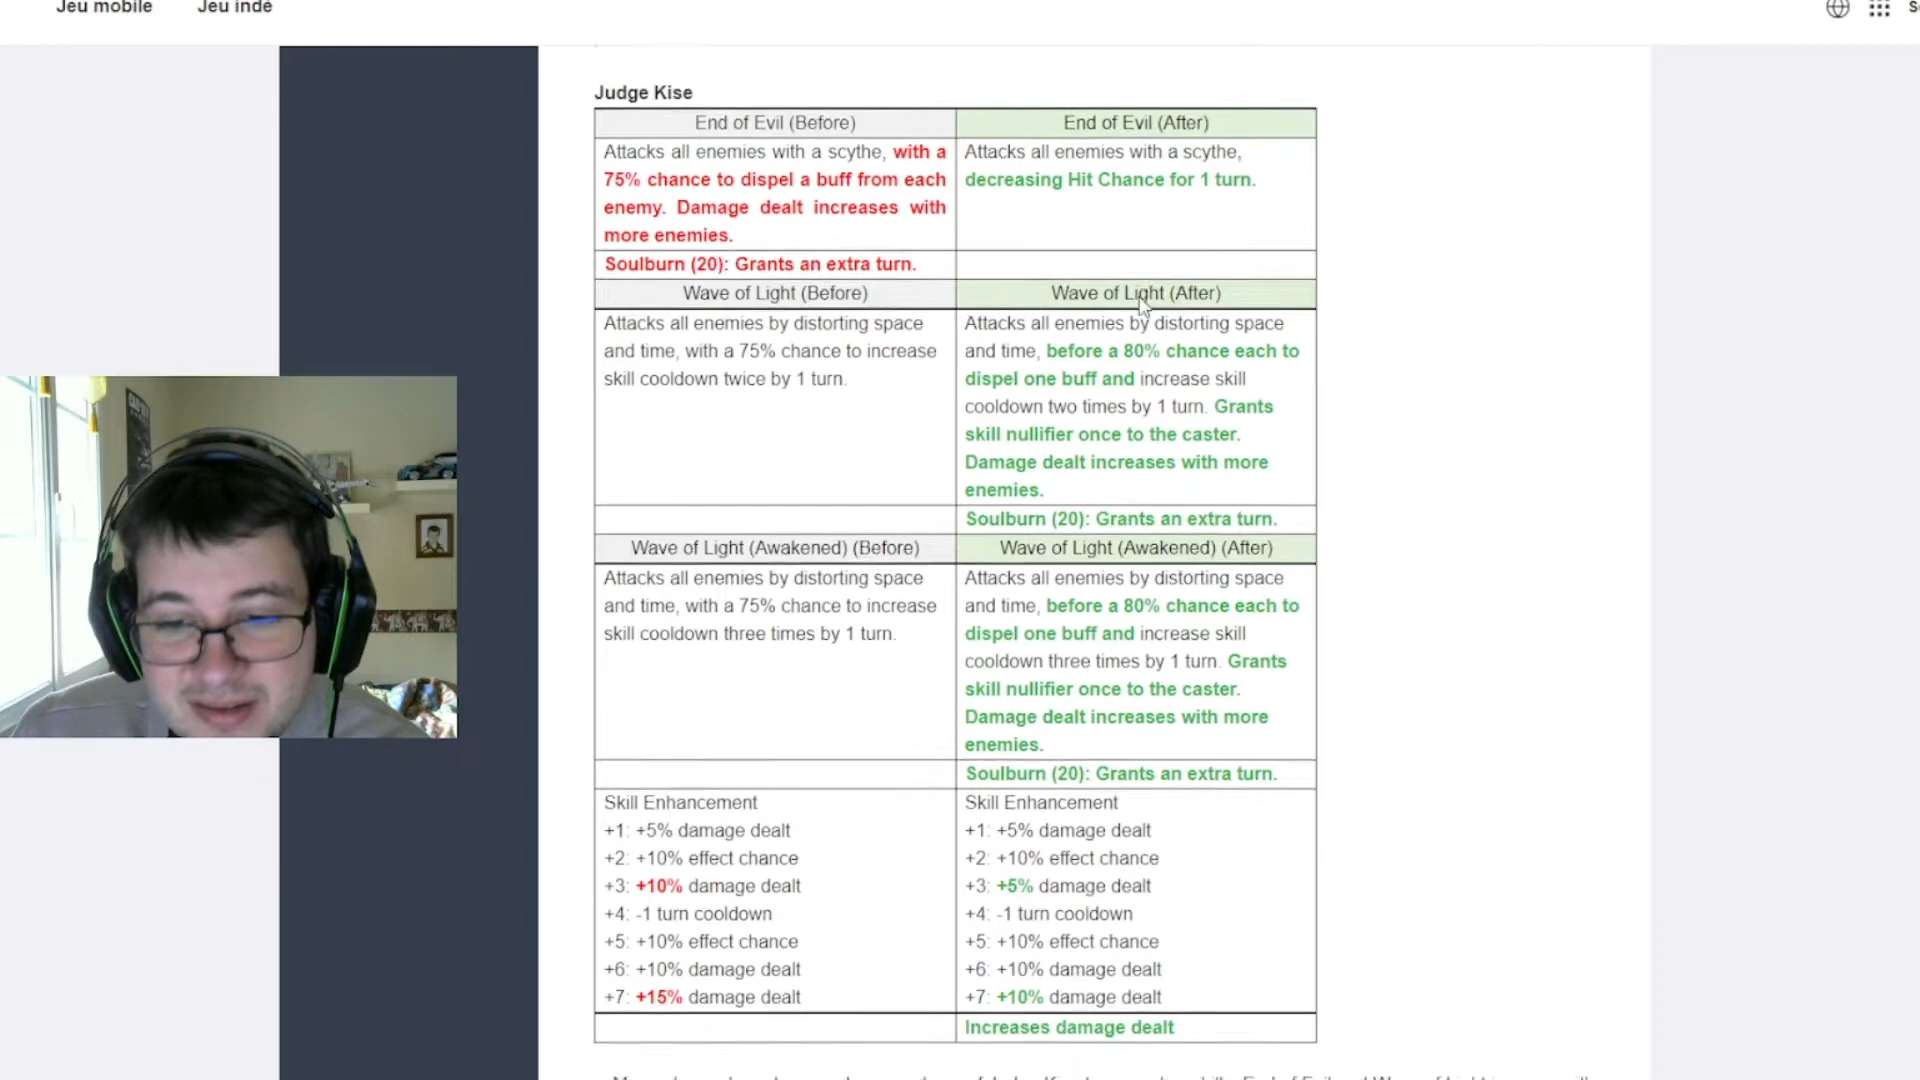 Jeu mobile Jeu indé
Judge Kise
End of Evil (Before) End of Evil (After)
Attacks all enemies with a scythe, with a
75% chance to dispel a buff from each
enemy. Damage dealt increases with
more enemies.
Attacks all enemies with a scythe,
decreasing Hit Chance for 1 turn.
Soulburn (20): Grants an extra turn.
Wave of Light (Before) Wave of Light (After)
Attacks all enemies by distorting space
and time, with a 75% chance to increase
skill cooldown twice by 1 turn.
Attacks all enemies by distorting space
and time, before a 80% chance each to
dispel one buff and increase skill
cooldown two times by 1 turn. Grants
skill nullifier once to the caster.
Damage dealt increases with more
enemies.
Soulburn (20): Grants an extra turn.
Wave of Light (Awakened) (Before) Wave of Light (Awakened) (After)
Attacks all enemies by distorting space
and time, with a 75% chance to increase
skill cooldown three times by 1 turn.
Attacks all enemies by distorting space
and time, before a 80% chance each to
dispel one buff and increase skill
cooldown three times by 1 turn. Grants
skill nullifier once to the caster.
Damage dealt increases with more
enemies.
Soulburn (20): Grants an extra turn.
Skill Enhancement
+1: +5% damage dealt
+2: +10% effect chance
+3: +10% damage dealt
+4: -1 turn cooldown
+5: +10% effect chance
+6: +10% damage dealt
+7: +15% damage dealt
Skill Enhancement
+1: +5% damage dealt
+2: +10% effect chance
+3: +5% damage dealt
+4: -1 turn cooldown
+5: +10% effect chance
+6: +10% damage dealt
+7: +10% damage dealt
Increases damage dealt